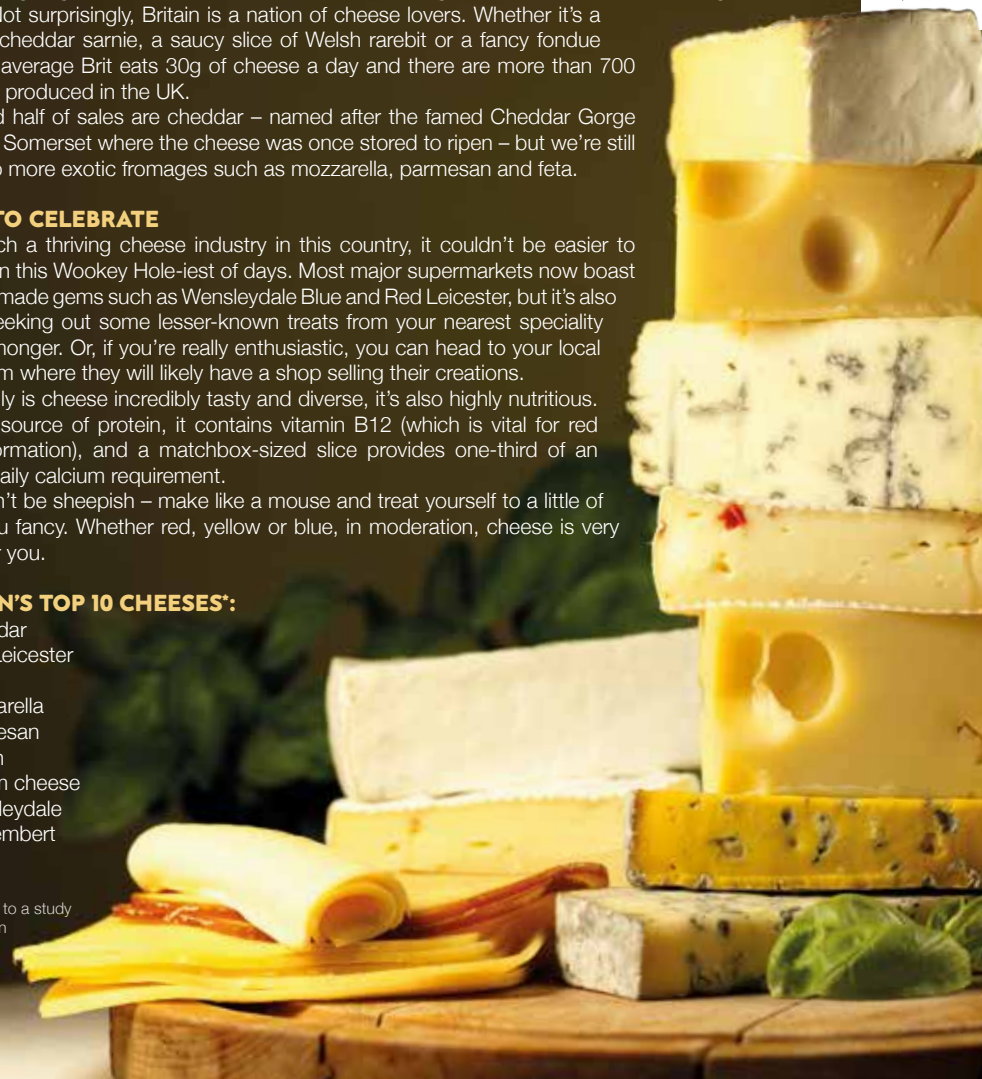 Not surprisingly, Britain is a nation of cheese lovers. Whether it's a
cheddar sarnie, a saucy slice of Welsh rarebit or a fancy fondue
average Brit eats 30g of cheese a day and there are more than 700
produced in the UK.
half of sales are cheddar – named after the famed Cheddar Gorge
Somerset where the cheese was once stored to ripen – but we're still
more exotic fromages such as mozzarella, parmesan and feta.
TO CELEBRATE
a thriving cheese industry in this country, it couldn't be easier to
this Wookey Hole-iest of days. Most major supermarkets now boast
made gems such as Wensleydale Blue and Red Leicester, but it's also
eeking out some lesser-known treats from your nearest speciality
monger. Or, if you're really enthusiastic, you can head to your local
m where they will likely have a shop selling their creations.
ly is cheese incredibly tasty and diverse, it's also highly nutritious.
source of protein, it contains vitamin B12 (which is vital for red
ormation), and a matchbox-sized slice provides one-third of an
aily calcium requirement.
n't be sheepish – make like a mouse and treat yourself to a little of
u fancy. Whether red, yellow or blue, in moderation, cheese is very
you.
N'S TOP 10 CHEESES*:
dar
Leicester
arella
esan
n
m cheese
leydale
embert
to a study
n